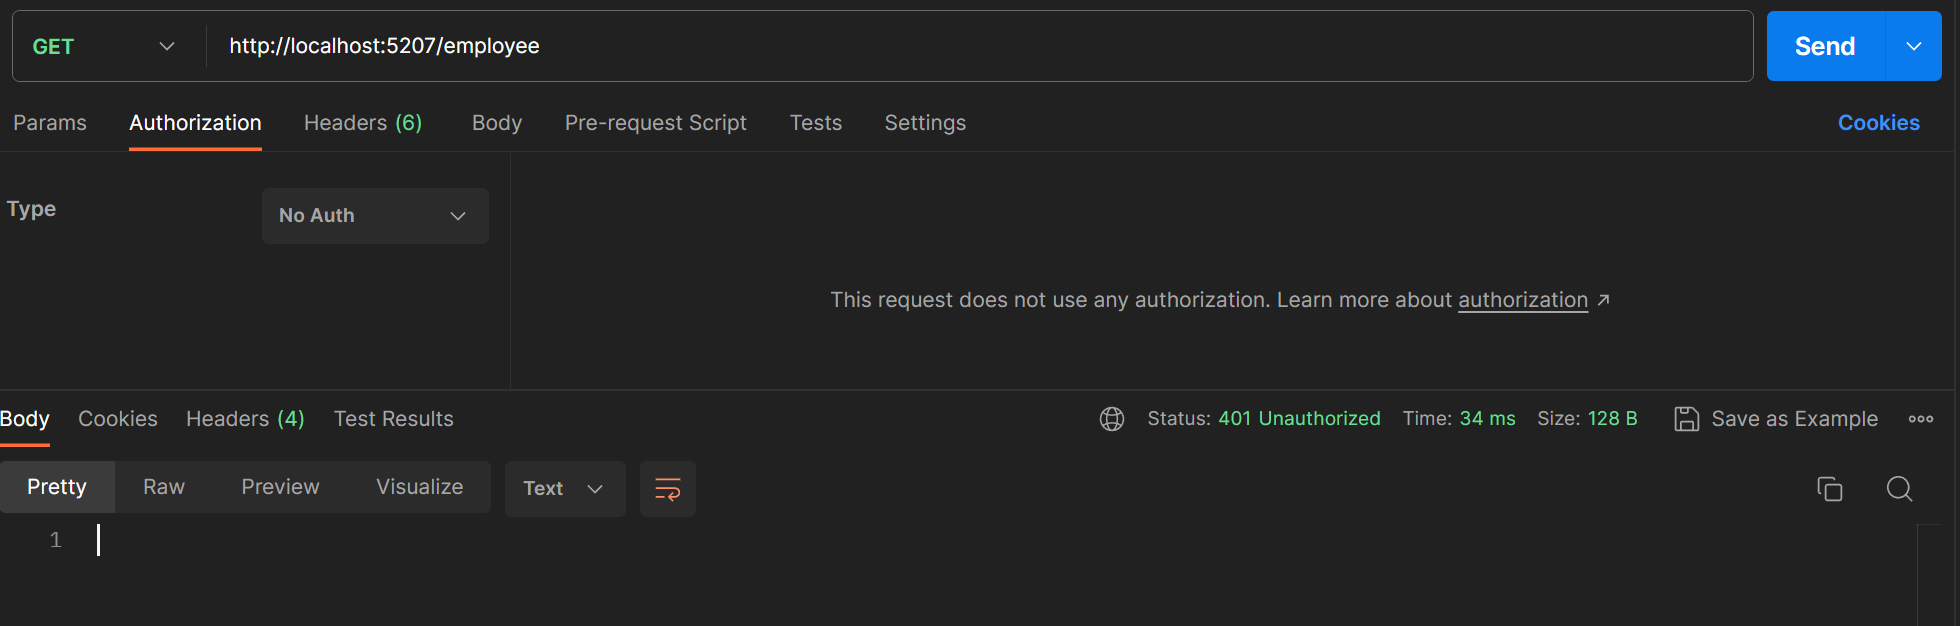 GET http://localhost:5207/employee Send
Params Authorization Headers (6) Body Pre-request Script Tests Settings Cookies
Type No Auth
This request does not use any authorization. Learn more about authorization ↗
Body Cookies Headers (4) Test Results Status: 401 Unauthorized Time: 34 ms Size: 128 B Save as Example
Pretty Raw Preview Visualize Text
1